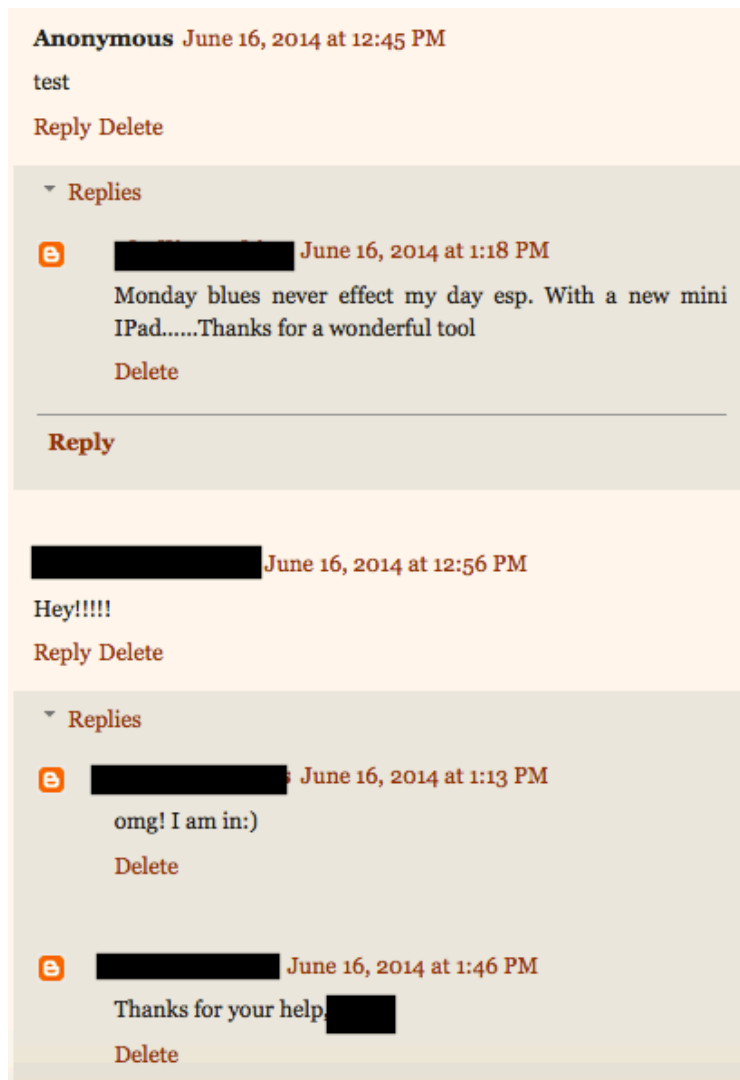 Anonymous June 16, 2014 at 12:45 PM
test
Reply Delete
Replies
June 16, 2014 at 1:18 PM
Monday blues never effect my day esp. With a new mini
IPad......Thanks for a wonderful tool
Delete
Reply
June 16, 2014 at 12:56 PM
Hey!!!!!
Reply Delete
Replies
June 16, 2014 at 1:13 PM
omg! I am in:)
Delete
June 16, 2014 at 1:46 PM
Thanks for your help,
Delete